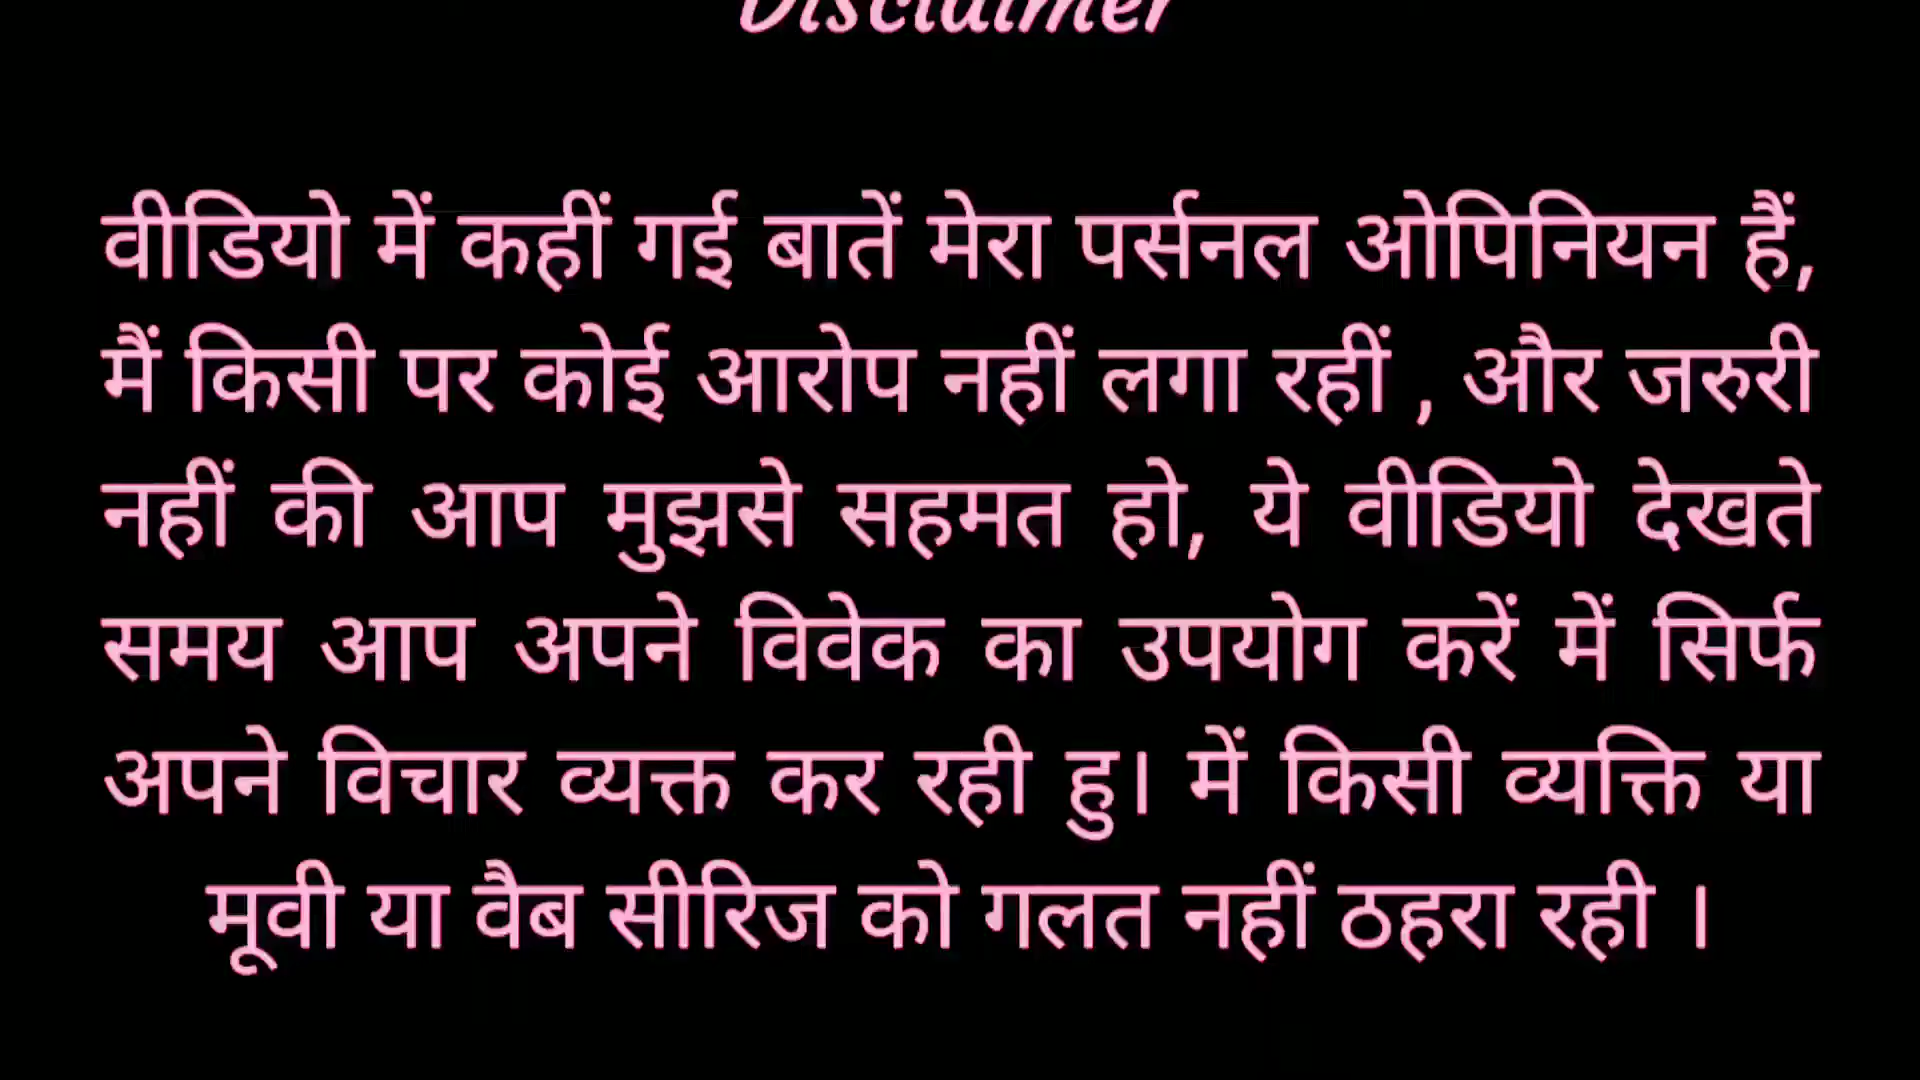 Disclaimer
वीडियो में कहीं गई बातें मेरा पर्सनल ओपिनियन हैं,
मैं किसी पर कोई आरोप नहीं लगा रहीं , और जरुरी
नहीं की आप मुझसे सहमत हो, ये वीडियो देखते
समय आप अपने विवेक का उपयोग करें में सिर्फ
अपने विचार व्यक्त कर रही हु। में किसी व्यक्ति या
मूवी या वैब सीरिज को गलत नहीं ठहरा रही ।